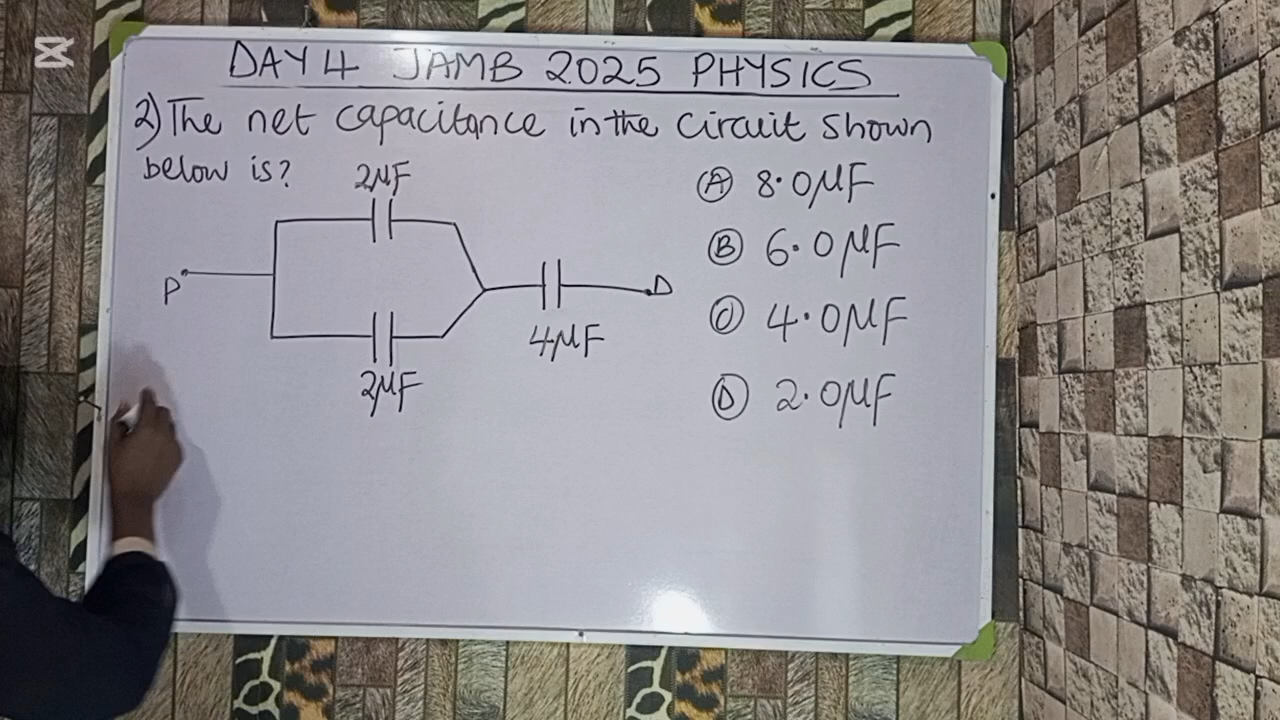 DAY 4 JAMB 2025 PHYSICS
2) The net capacitance in the circuit shown
below is?
2μF
P
D
4μF
2μF
Ⓐ 8.0μF
Ⓑ 6.0μF
Ⓒ 4.0μF
Ⓓ 2.0μF